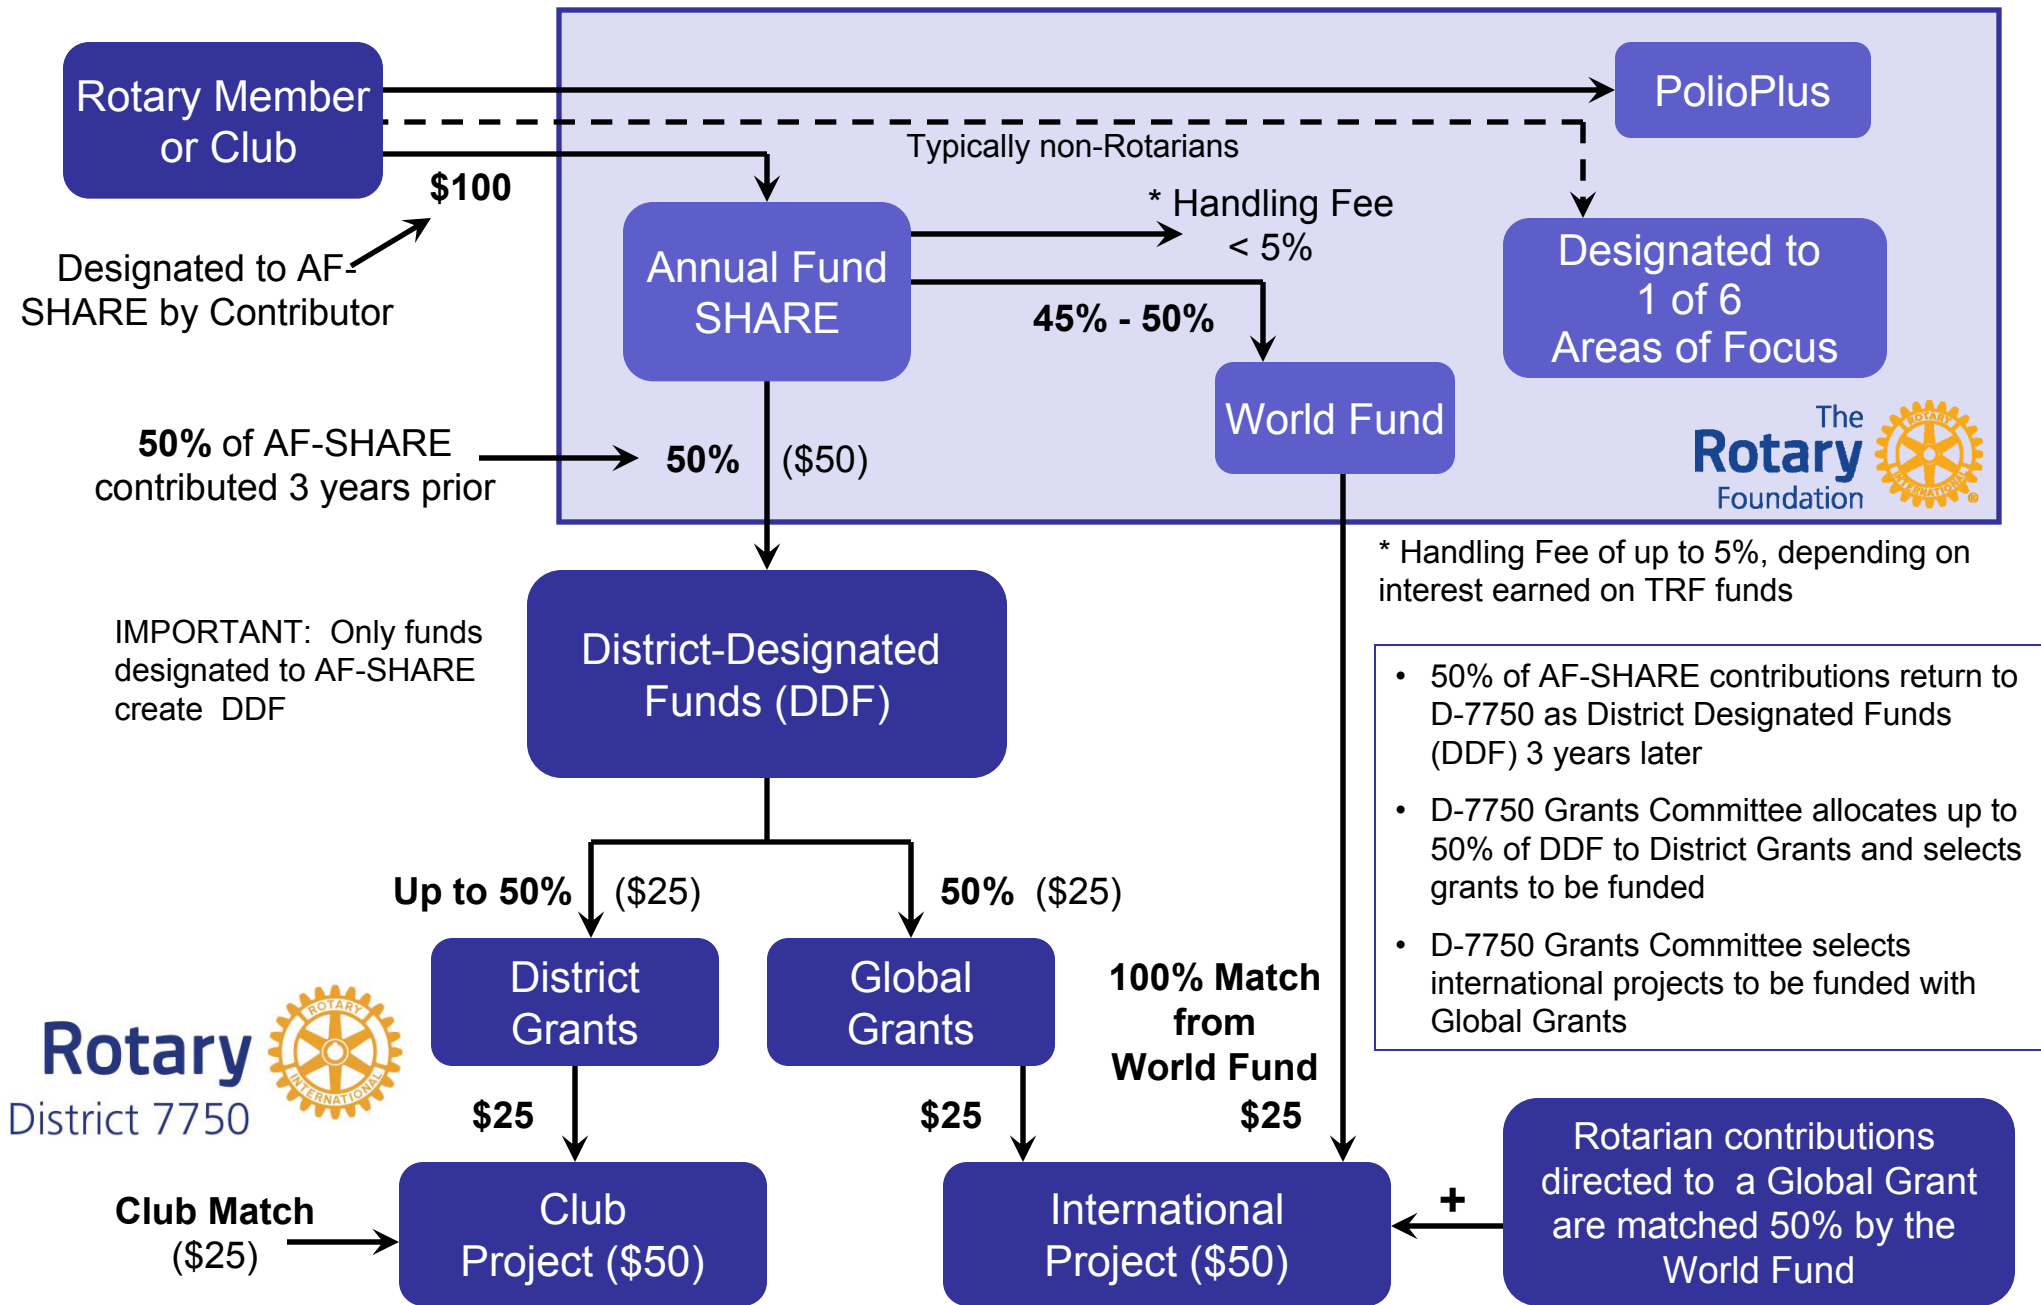 Rotary Member
or Club
PolioPlus
Typically non-Rotarians
$100
* Handling Fee
< 5%
Designated to AF-
SHARE by Contributor
Annual Fund
SHARE
Designated to
1 of 6
Areas of Focus
45% - 50%
World Fund
The
Rotary
Foundation
ROTARY
INTERNATIONAL
®
50% of AF-SHARE
contributed 3 years prior
50% ($50)
* Handling Fee of up to 5%, depending on
interest earned on TRF funds
IMPORTANT:  Only funds
designated to AF-SHARE
create  DDF
District-Designated
Funds (DDF)
• 50% of AF-SHARE contributions return to
D-7750 as District Designated Funds
(DDF) 3 years later
• D-7750 Grants Committee allocates up to
50% of DDF to District Grants and selects
grants to be funded
• D-7750 Grants Committee selects
international projects to be funded with
Global Grants
Up to 50% ($25)
50% ($25)
District
Grants
Global
Grants
100% Match
from
World Fund
$25
Rotary
District 7750
ROTARY
INTERNATIONAL
$25
$25
Club Match
($25)
Club
Project ($50)
International
Project ($50)
+
Rotarian contributions
directed to  a Global Grant
are matched 50% by the
World Fund